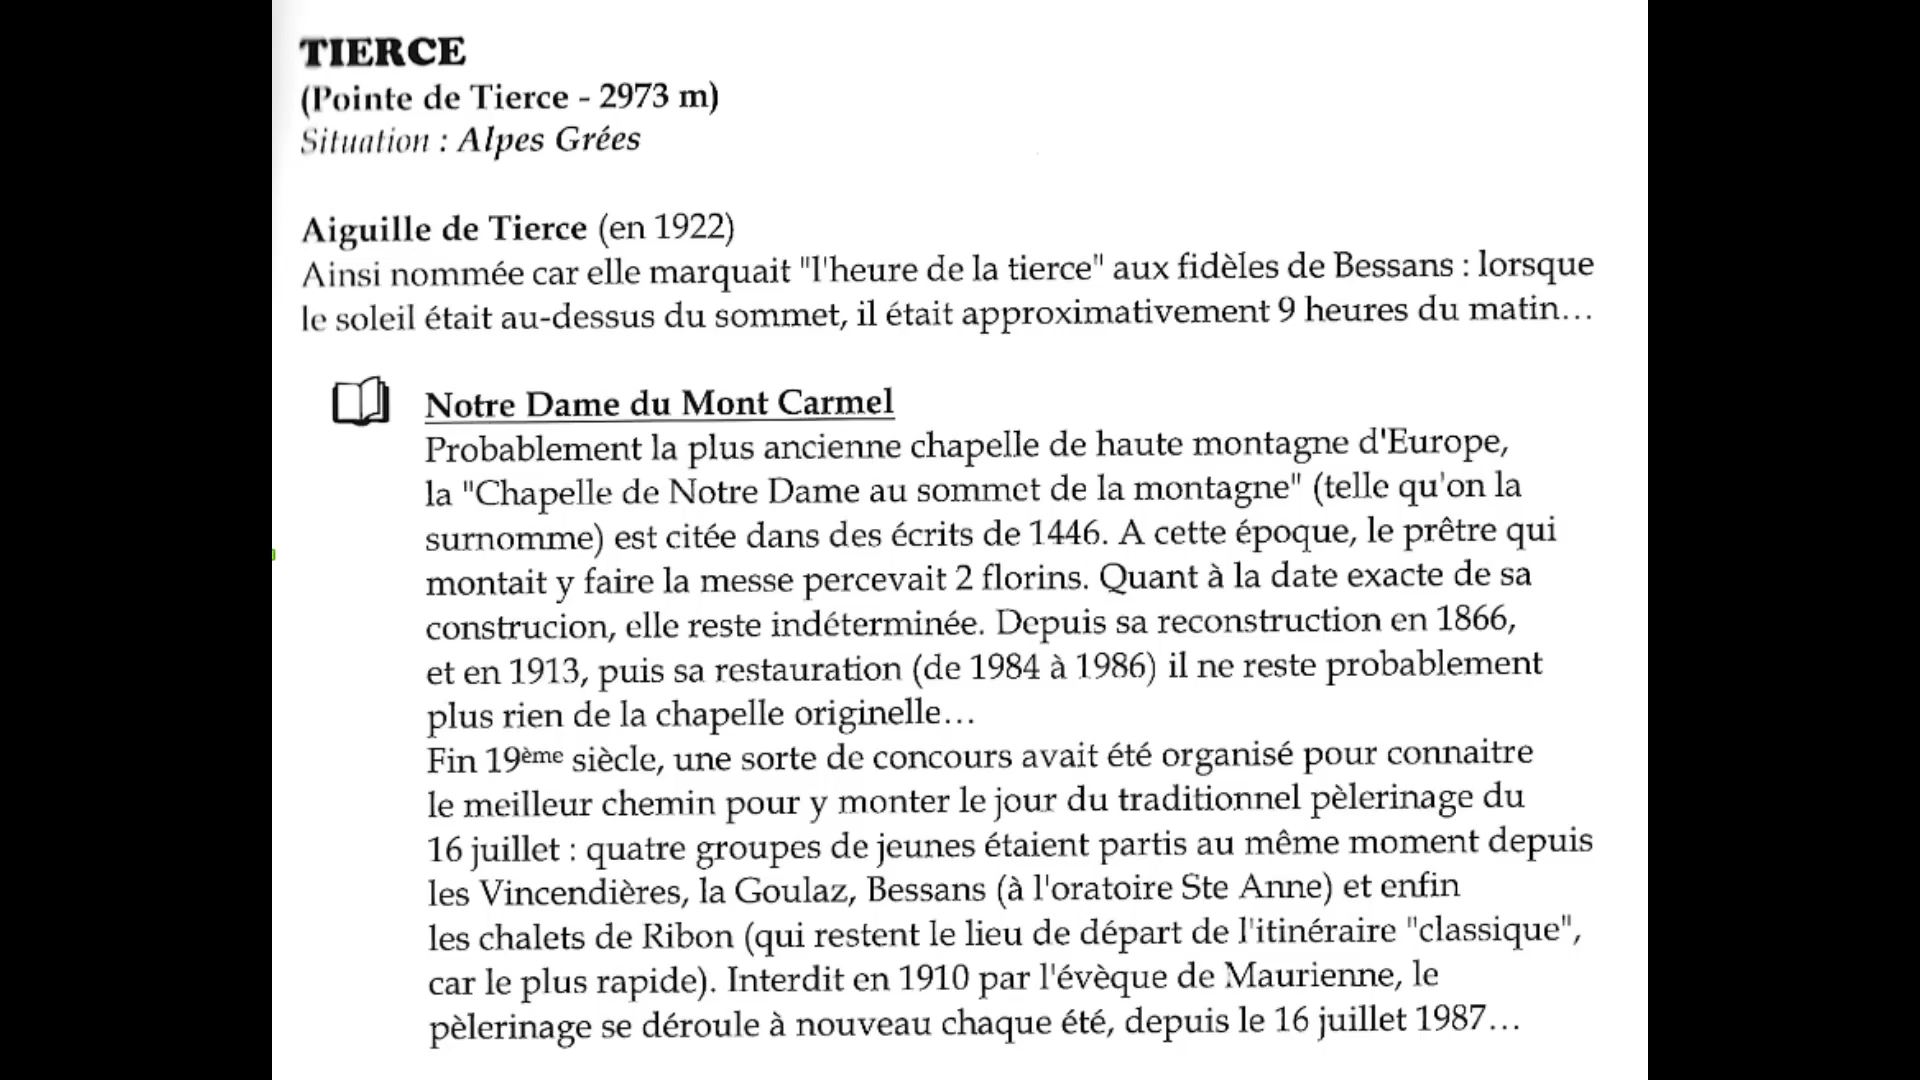 TIERCE
(Pointe de Tierce - 2973 m)
Situation : Alpes Grées
Aiguille de Tierce (en 1922)
Ainsi nommée car elle marquait "l'heure de la tierce" aux fidèles de Bessans : lorsque
le soleil était au-dessus du sommet, il était approximativement 9 heures du matin…
Notre Dame du Mont Carmel
Probablement la plus ancienne chapelle de haute montagne d'Europe,
la "Chapelle de Notre Dame au sommet de la montagne" (telle qu'on la
surnomme) est citée dans des écrits de 1446. A cette époque, le prêtre qui
montait y faire la messe percevait 2 florins. Quant à la date exacte de sa
construcion, elle reste indéterminée. Depuis sa reconstruction en 1866,
et en 1913, puis sa restauration (de 1984 à 1986) il ne reste probablement
plus rien de la chapelle originelle…
Fin 19ème siècle, une sorte de concours avait été organisé pour connaitre
le meilleur chemin pour y monter le jour du traditionnel pèlerinage du
16 juillet : quatre groupes de jeunes étaient partis au même moment depuis
les Vincendières, la Goulaz, Bessans (à l'oratoire Ste Anne) et enfin
les chalets de Ribon (qui restent le lieu de départ de l'itinéraire "classique",
car le plus rapide). Interdit en 1910 par l'évèque de Maurienne, le
pèlerinage se déroule à nouveau chaque été, depuis le 16 juillet 1987…